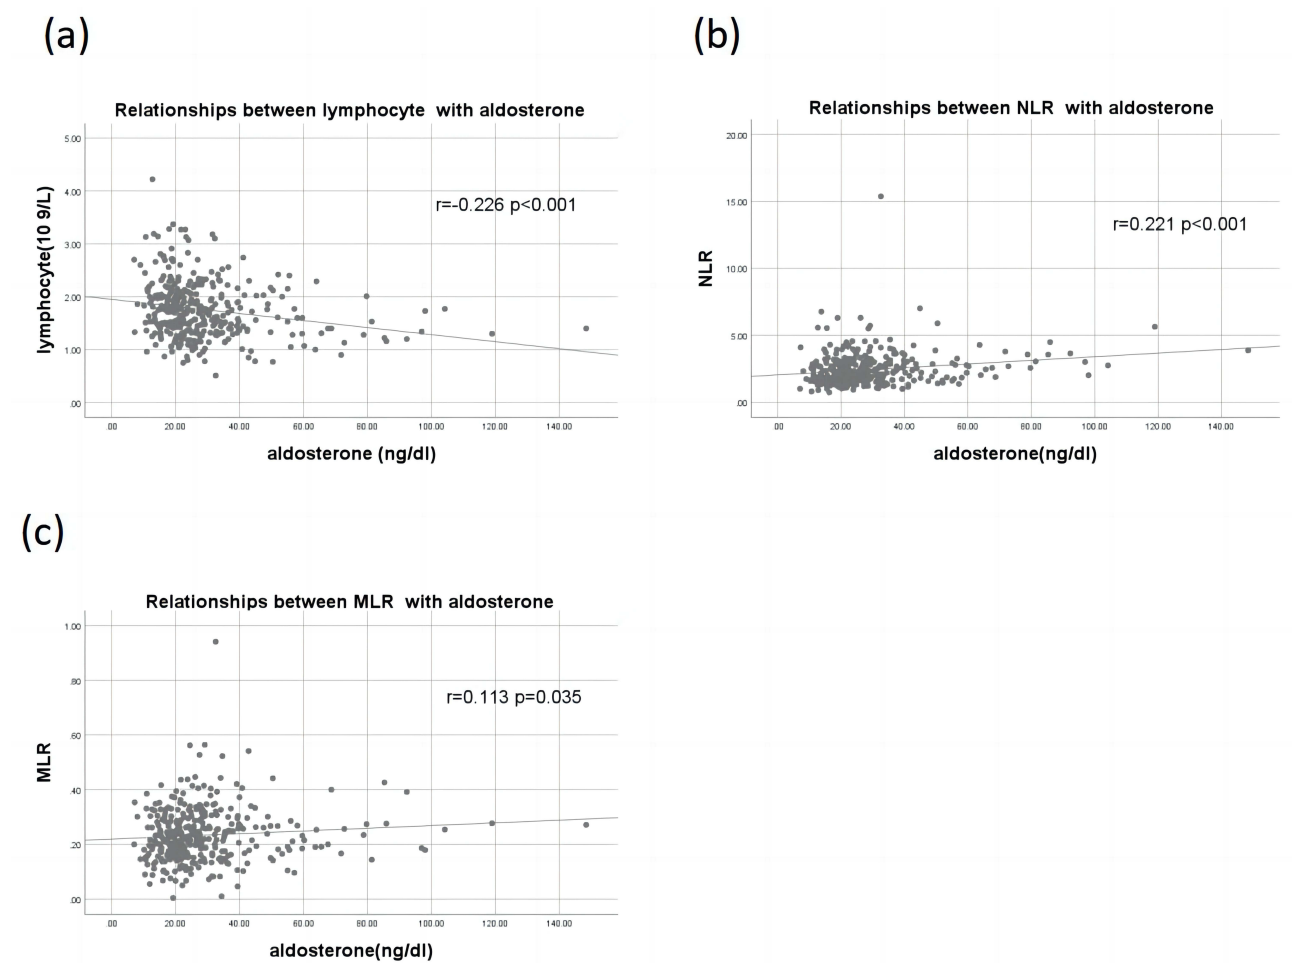 (a)
Relationships between lymphocyte with aldosterone
5.00
4.00
3.00
2.00
1.00
.00
lymphocyte(10 9/L)
r=-0.226 p<0.001
.00 20.00 40.00 60.00 80.00 100.00 120.00 140.00
aldosterone (ng/dl)
(b)
Relationships between NLR with aldosterone
20.00
15.00
10.00
5.00
.00
NLR
r=0.221 p<0.001
.00 20.00 40.00 60.00 80.00 100.00 120.00 140.00
aldosterone(ng/dl)
(c)
Relationships between MLR with aldosterone
1.00
.80
.60
.40
.20
.00
MLR
r=0.113 p=0.035
.00 20.00 40.00 60.00 80.00 100.00 120.00 140.00
aldosterone(ng/dl)